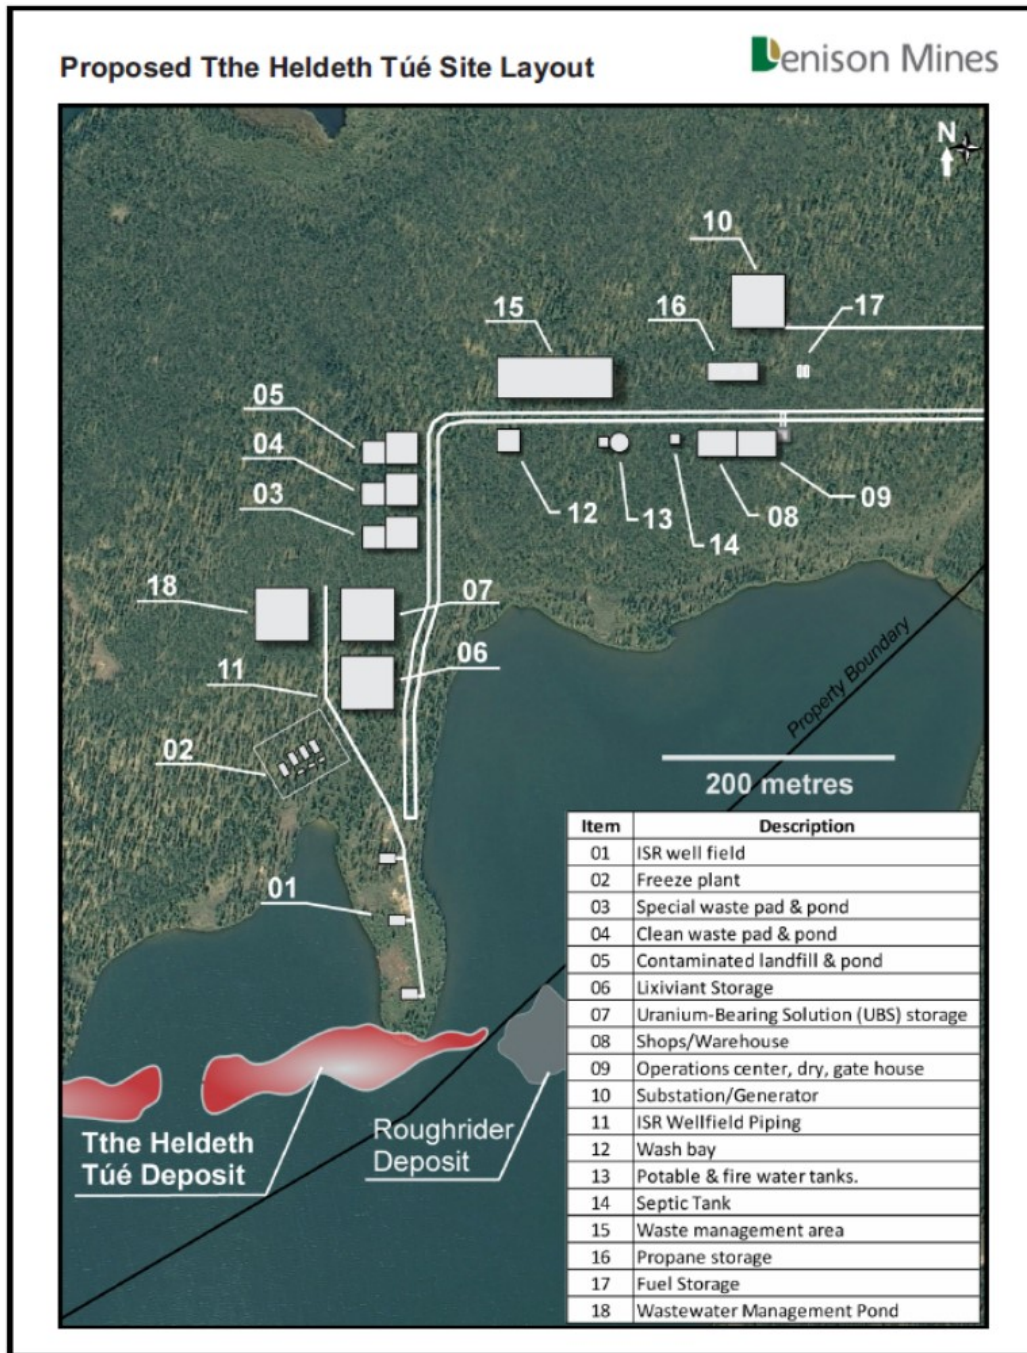 Proposed Tthe Heldeth Túé Site Layout
Denison Mines
N
10
15
16
17
05
04
03
12
13
14
08
09
18
07
06
11
02
01
Property Boundary
200 metres
Tthe Heldeth
Túé Deposit
Roughrider
Deposit
Item Description
01 ISR well field
02 Freeze plant
03 Special waste pad & pond
04 Clean waste pad & pond
05 Contaminated landfill & pond
06 Lixiviant Storage
07 Uranium-Bearing Solution (UBS) storage
08 Shops/Warehouse
09 Operations center, dry, gate house
10 Substation/Generator
11 ISR Wellfield Piping
12 Wash bay
13 Potable & fire water tanks.
14 Septic Tank
15 Waste management area
16 Propane storage
17 Fuel Storage
18 Wastewater Management Pond